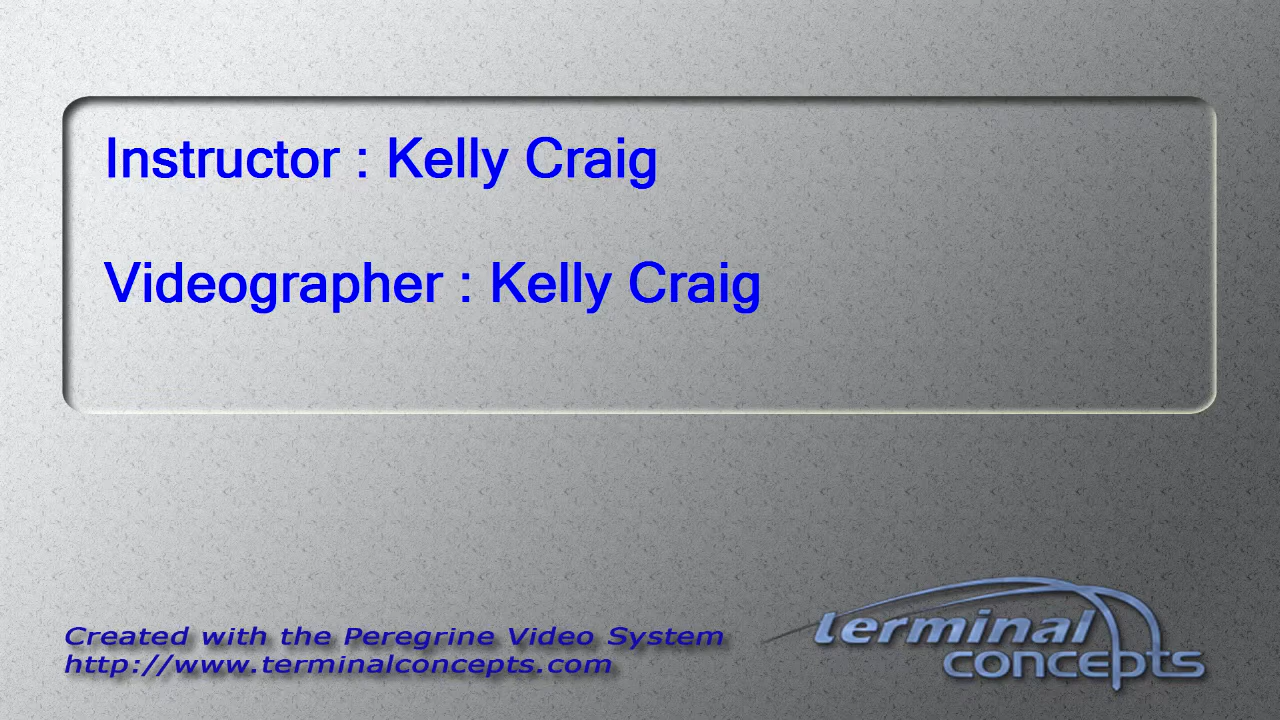 Instructor : Kelly Craig
Videographer : Kelly Craig
Created with the Peregrine Video System
http://www.terminalconcepts.com
terminal
concepts